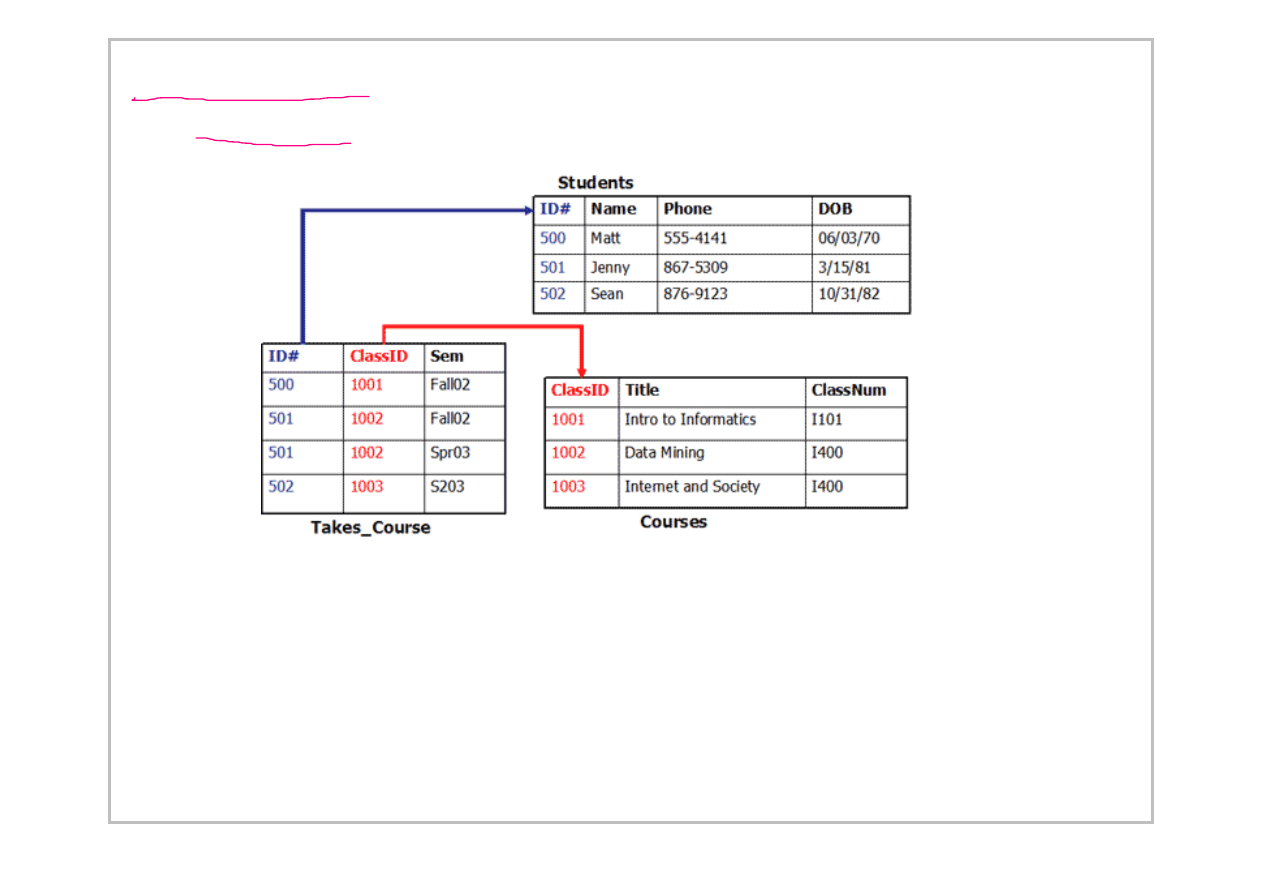 Students
ID# Name Phone DOB
500 Matt 555-4141 06/03/70
501 Jenny 867-5309 3/15/81
502 Sean 876-9123 10/31/82
ID# ClassID Sem
500 1001 Fall02
501 1002 Fall02
501 1002 Spr03
502 1003 S203
Takes_Course
ClassID Title ClassNum
1001 Intro to Informatics I101
1002 Data Mining I400
1003 Internet and Society I400
Courses